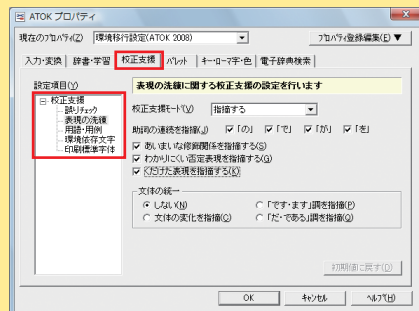 ATOK プロパティ
現在のプロパティ(Z) 環境移行設定(ATOK 2008) プロパティ登録編集(E) ▼
入力・変換 辞書・学習 校正支援 パレット キー・ローマ字・色 電子辞典検索
設定項目(Y)
校正支援
誤りチェック
表現の洗練
用語・用例
環境依存文字
印刷標準字体
表現の洗練に関する校正支援の設定を行います
校正支援モード(V) 指摘する
助詞の連続を指摘(J) 「の」 「で」 「が」 「を」
あいまいな修飾関係を指摘する(S)
わかりにくい否定表現を指摘する(G)
くだけた表現を指摘する(K)
文体の統一
しない(N) 「です・ます」調を指摘(P)
文体の変化を指摘(C) 「だ・である」調を指摘(Q)
初期値に戻す(D)
OK キャンセル ヘルプ(H)